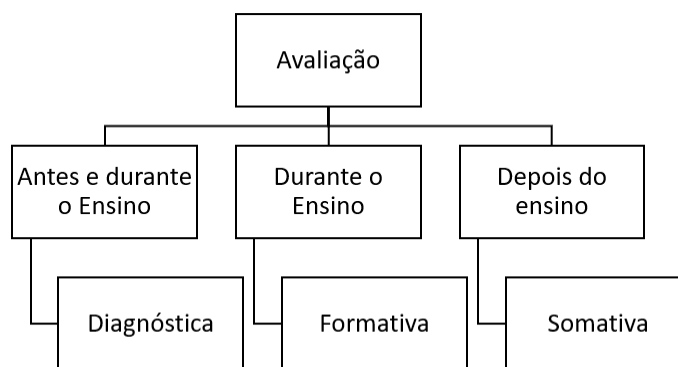 Avaliação
Antes e durante
o Ensino
Durante o
Ensino
Depois do
ensino
Diagnóstica
Formativa
Somativa